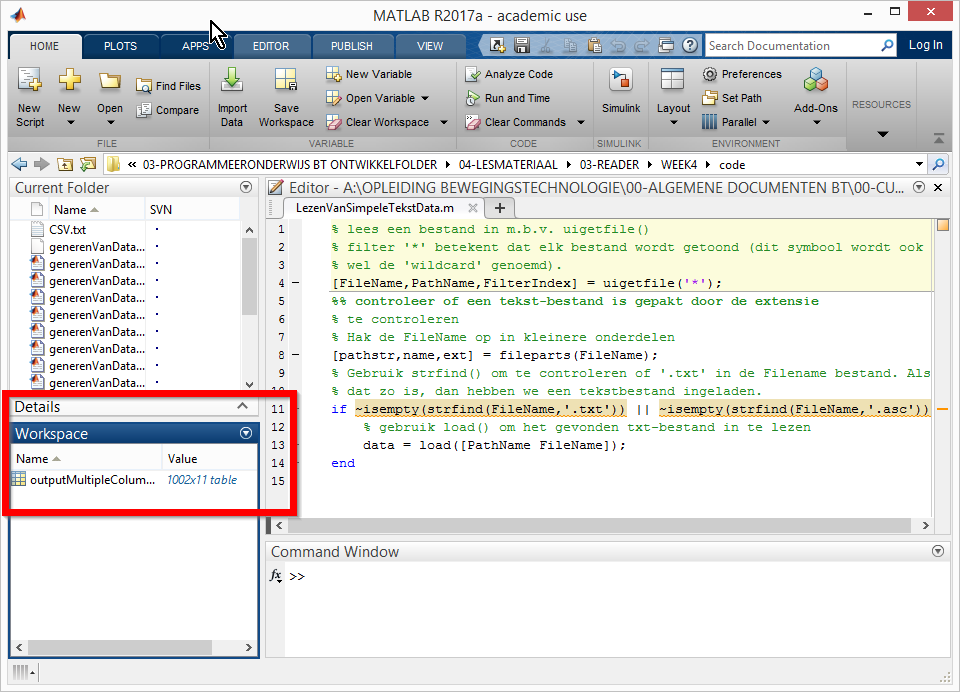 MATLAB R2017a - academic use
HOME PLOTS APPS EDITOR PUBLISH VIEW Search Documentation Log In
New Script New Open Find Files Compare
FILE
Import Data Save Workspace New Variable Open Variable Clear Workspace
VARIABLE
Analyze Code Run and Time Clear Commands
CODE
Simulink
SIMULINK
Layout Preferences Set Path Parallel Add-Ons
ENVIRONMENT
RESOURCES
« 03-PROGRAMMEERONDERWIJS BT ONTWIKKELFOLDER 04-LESMATERIAAL 03-READER WEEK4 code
Current Folder
Name SVN
CSV.txt
generenVanData...
generenVanData...
generenVanData...
generenVanData...
generenVanData...
generenVanData...
generenVanData...
generenVanData...
generenVanData...
Details
Workspace
Name Value
outputMultipleColum... 1002x11 table
Editor - A:\OPLEIDING BEWEGINGSTECHNOLOGIE\00-ALGEMENE DOCUMENTEN BT\00-CU...
LezenVanSimpeleTekstData.m
1 % lees een bestand in m.b.v. uigetfile()
2 % filter '*' betekent dat elk bestand wordt getoond (dit symbool wordt ook
3 % wel de 'wildcard' genoemd).
4 [FileName,PathName,FilterIndex] = uigetfile('*');
5 %% controleer of een tekst-bestand is gepakt door de extensie
6 % te controleren
7 % Hak de FileName op in kleinere onderdelen
8 [pathstr,name,ext] = fileparts(FileName);
9 % Gebruik strfind() om te controleren of '.txt' in de Filename bestand. Als
10 % dat zo is, dan hebben we een tekstbestand ingeladen.
11 if ~isempty(strfind(FileName,'.txt')) || ~isempty(strfind(FileName,'.asc'))
12 % gebruik load() om het gevonden txt-bestand in te lezen
13 data = load([PathName FileName]);
14 end
15
Command Window
fx >>